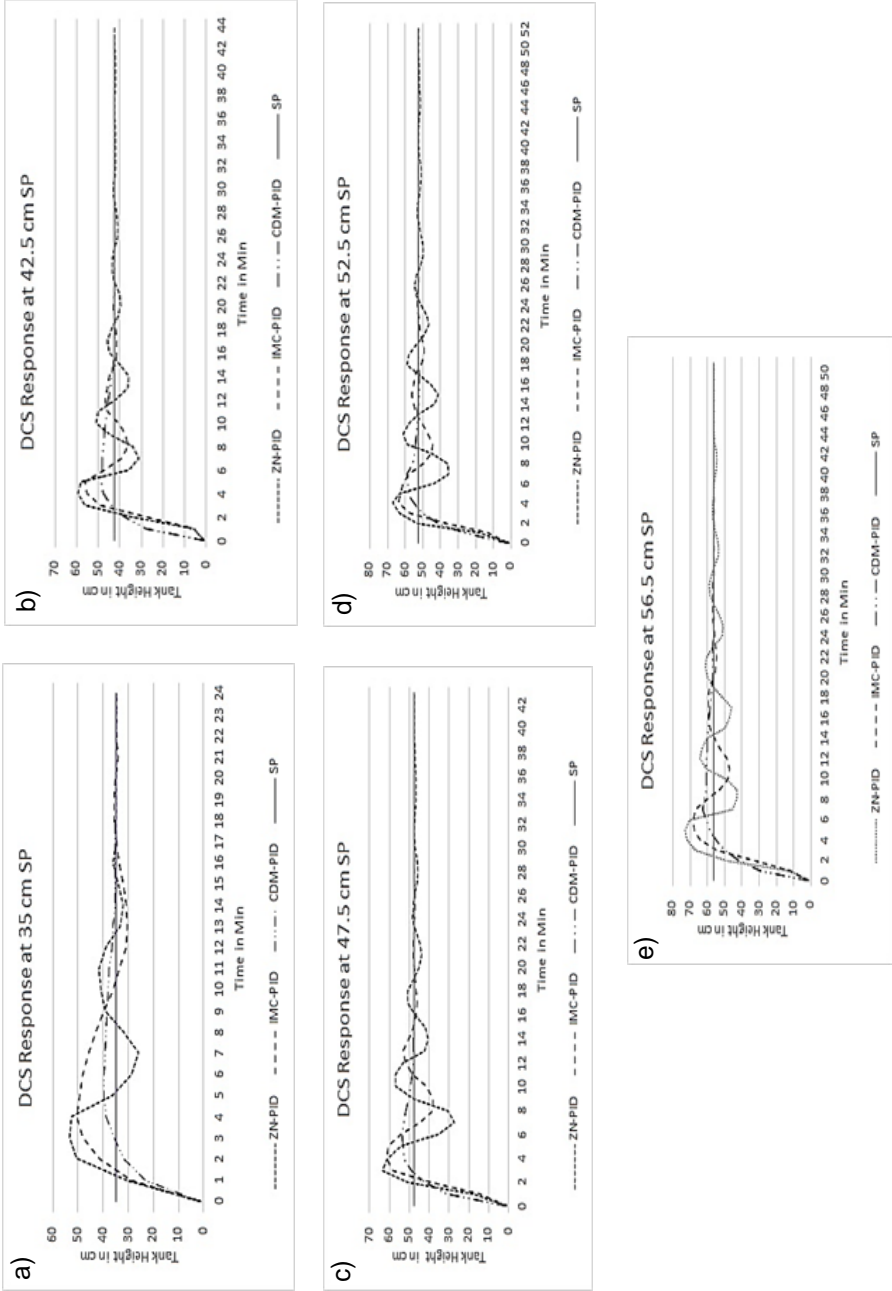 a)
DCS Response at 35 cm SP
60
50
40
30
20
10
0
Tank Height in cm
0 1 2 3 4 5 6 7 8 9 10 11 12 13 14 15 16 17 18 19 20 21 22 23 24
Time in Min
ZN-PID IMC-PID CDM-PID SP
b)
DCS Response at 42.5 cm SP
70
60
50
40
30
20
10
0
Tank Height in cm
0 2 4 6 8 10 12 14 16 18 20 22 24 26 28 30 32 34 36 38 40 42 44
Time in Min
ZN-PID IMC-PID CDM-PID SP
c)
DCS Response at 47.5 cm SP
70
60
50
40
30
20
10
0
Tank Height in cm
0 2 4 6 8 10 12 14 16 18 20 22 24 26 28 30 32 34 36 38 40 42
Time in Min
ZN-PID IMC-PID CDM-PID SP
d)
DCS Response at 52.5 cm SP
80
70
60
50
40
30
20
10
0
Tank Height in cm
0 2 4 6 8 10 12 14 16 18 20 22 24 26 28 30 32 34 36 38 40 42 44 46 48 50 52
Time in Min
ZN-PID IMC-PID CDM-PID SP
e)
DCS Response at 56.5 cm SP
80
70
60
50
40
30
20
10
0
Tank Height in cm
0 2 4 6 8 10 12 14 16 18 20 22 24 26 28 30 32 34 36 38 40 42 44 46 48 50
Time in Min
ZN-PID IMC-PID CDM-PID SP